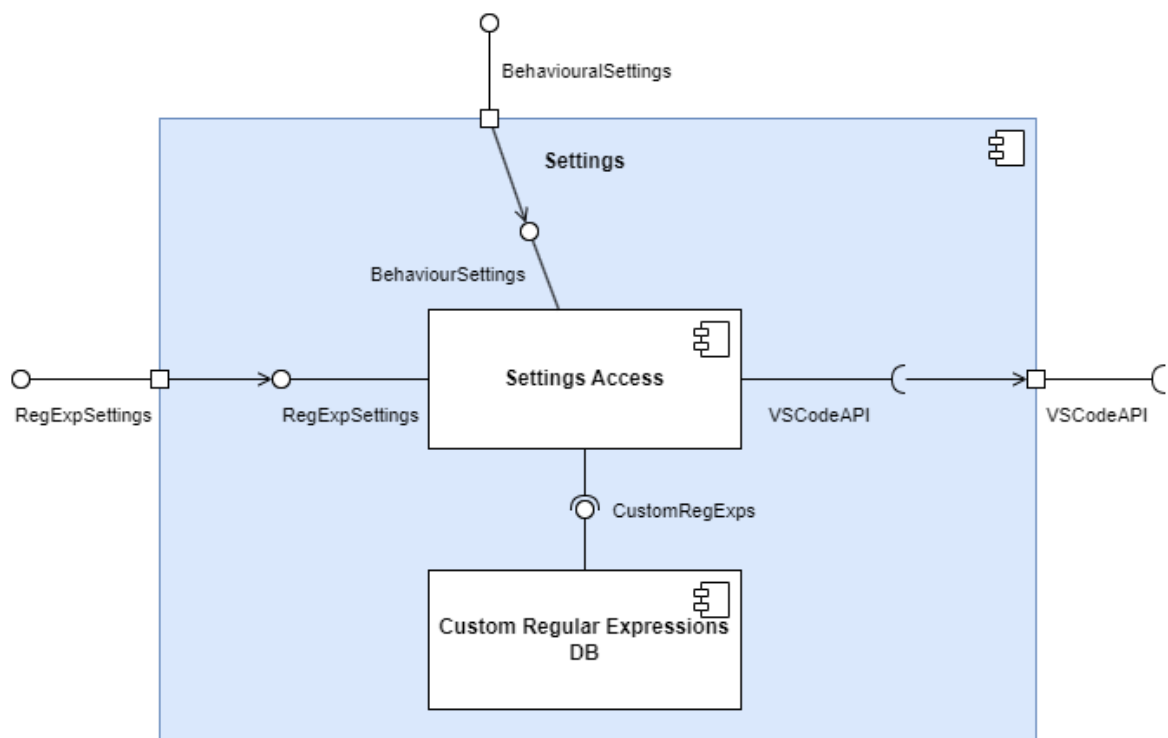 BehaviouralSettings
Settings
BehaviourSettings
Settings Access
RegExpSettings
RegExpSettings
VSCodeAPI
VSCodeAPI
CustomRegExps
Custom Regular Expressions
DB